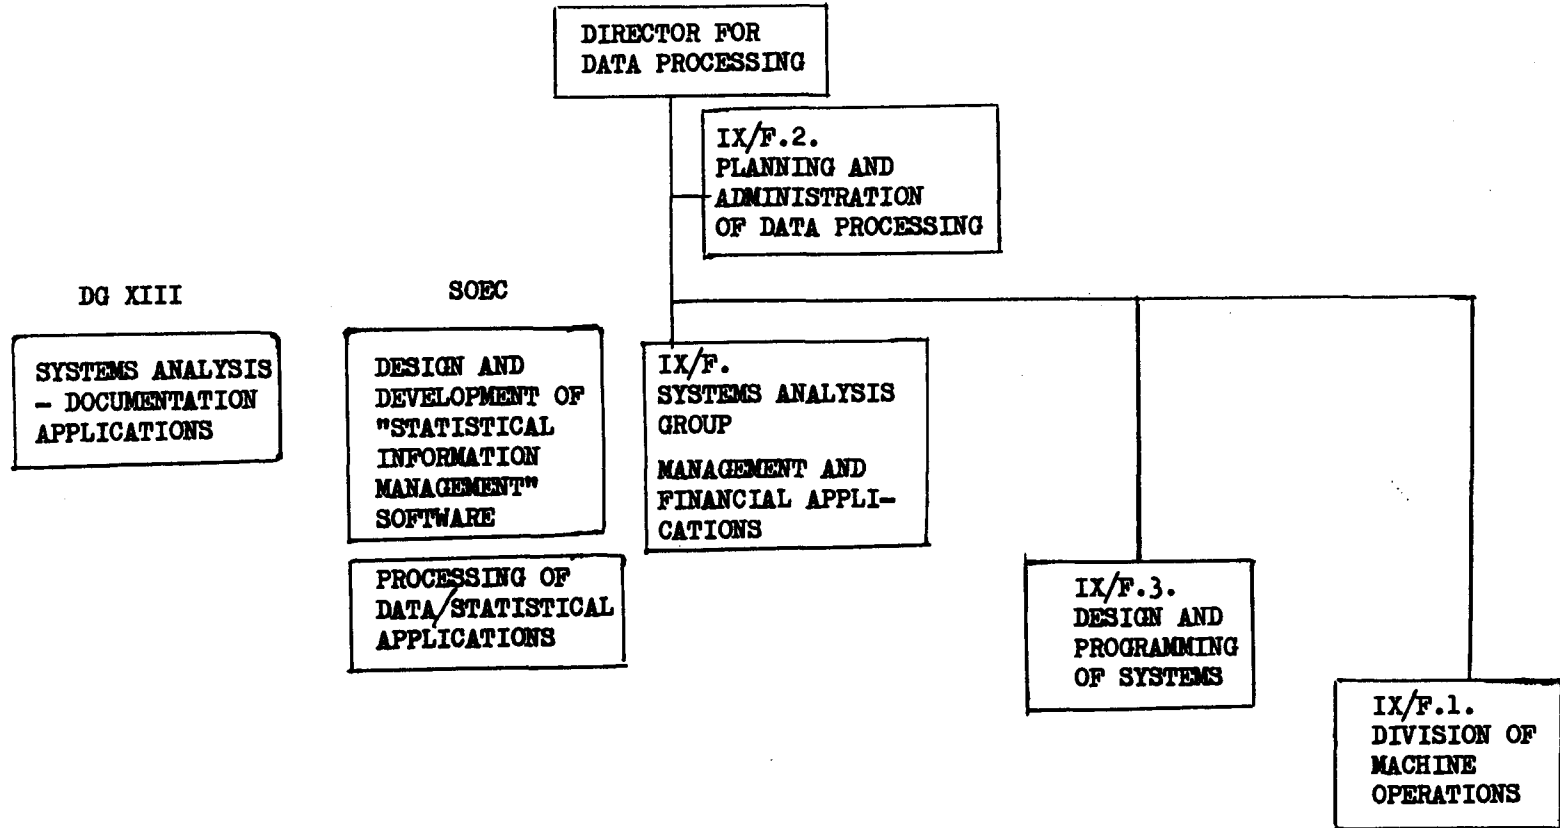 DIRECTOR FOR
DATA PROCESSING
IX/F.2.
PLANNING AND
ADMINISTRATION
OF DATA PROCESSING
DG XIII
SYSTEMS ANALYSIS
- DOCUMENTATION
APPLICATIONS
SOEC
DESIGN AND
DEVELOPMENT OF
"STATISTICAL
INFORMATION
MANAGEMENT"
SOFTWARE
PROCESSING OF
DATA/STATISTICAL
APPLICATIONS
IX/F.
SYSTEMS ANALYSIS
GROUP
MANAGEMENT AND
FINANCIAL APPLI-
CATIONS
IX/F.3.
DESIGN AND
PROGRAMMING
OF SYSTEMS
IX/F.1.
DIVISION OF
MACHINE
OPERATIONS